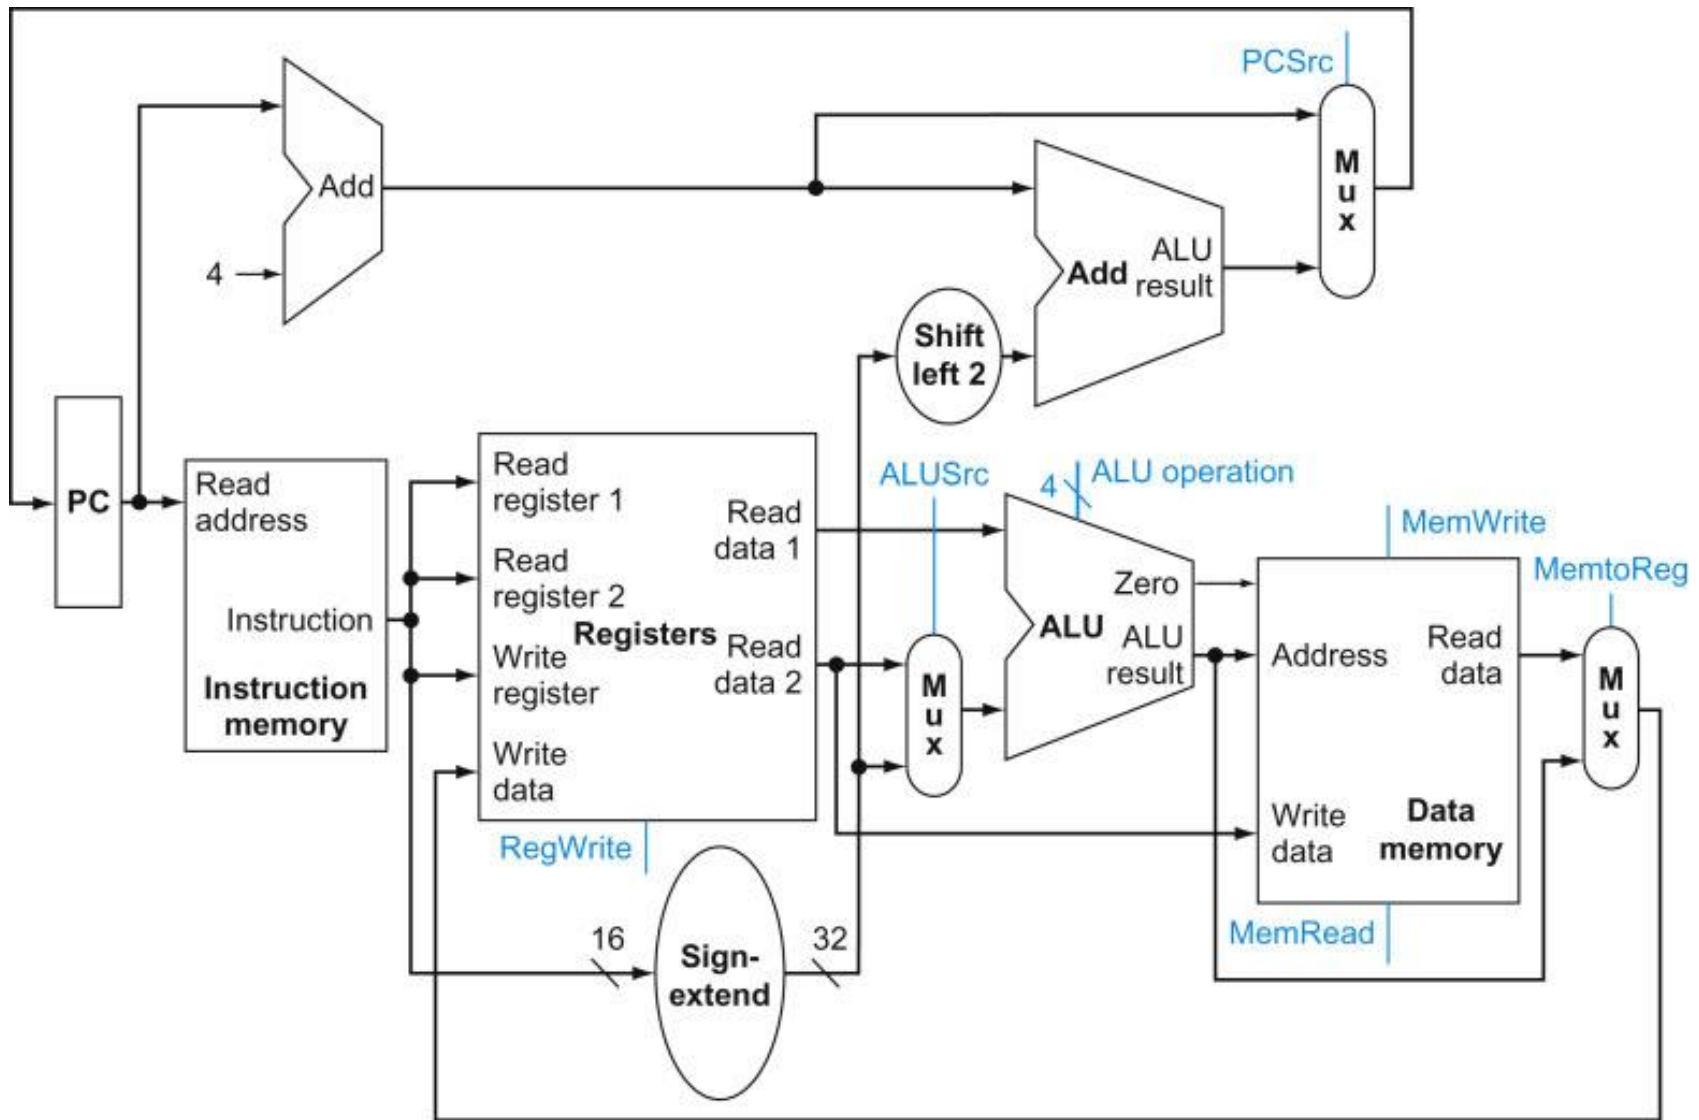 PCSrc
Add
4
M
u
x
Add
ALU
result
Shift
left 2
PC
Read
address
Instruction
Instruction
memory
Read
register 1
Read
register 2
Write
register
Write
data
Registers
Read
data 1
Read
data 2
RegWrite
16
Sign-
extend
32
ALUSrc
M
u
x
4
ALU operation
Zero
ALU
ALU
result
MemWrite
Address
Read
data
Write
data
Data
memory
MemRead
MemtoReg
M
u
x